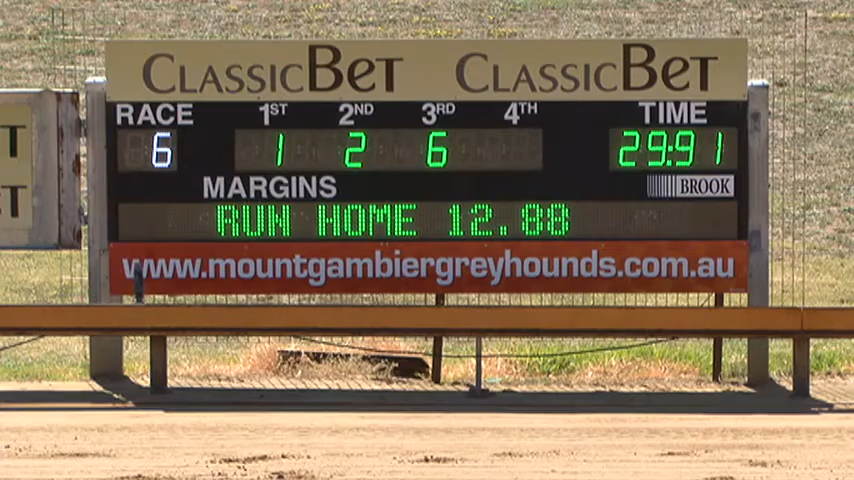 CLASSICBET CLASSICBET
RACE 1ST 2ND 3RD 4TH TIME
6 1 2 6 29:91
MARGINS BROOK
RUN HOME 12.88
www.mountgambiergreyhounds.com.au
T
T